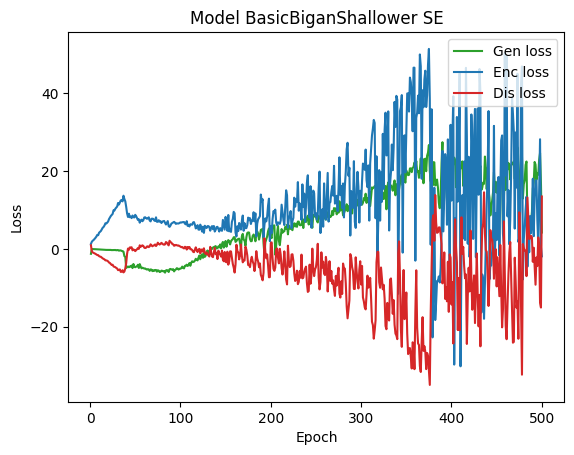 Model BasicBiganShallower SE
Gen loss
Enc loss
Dis loss
40
20
0
−20
Loss
0
100
200
300
400
500
Epoch